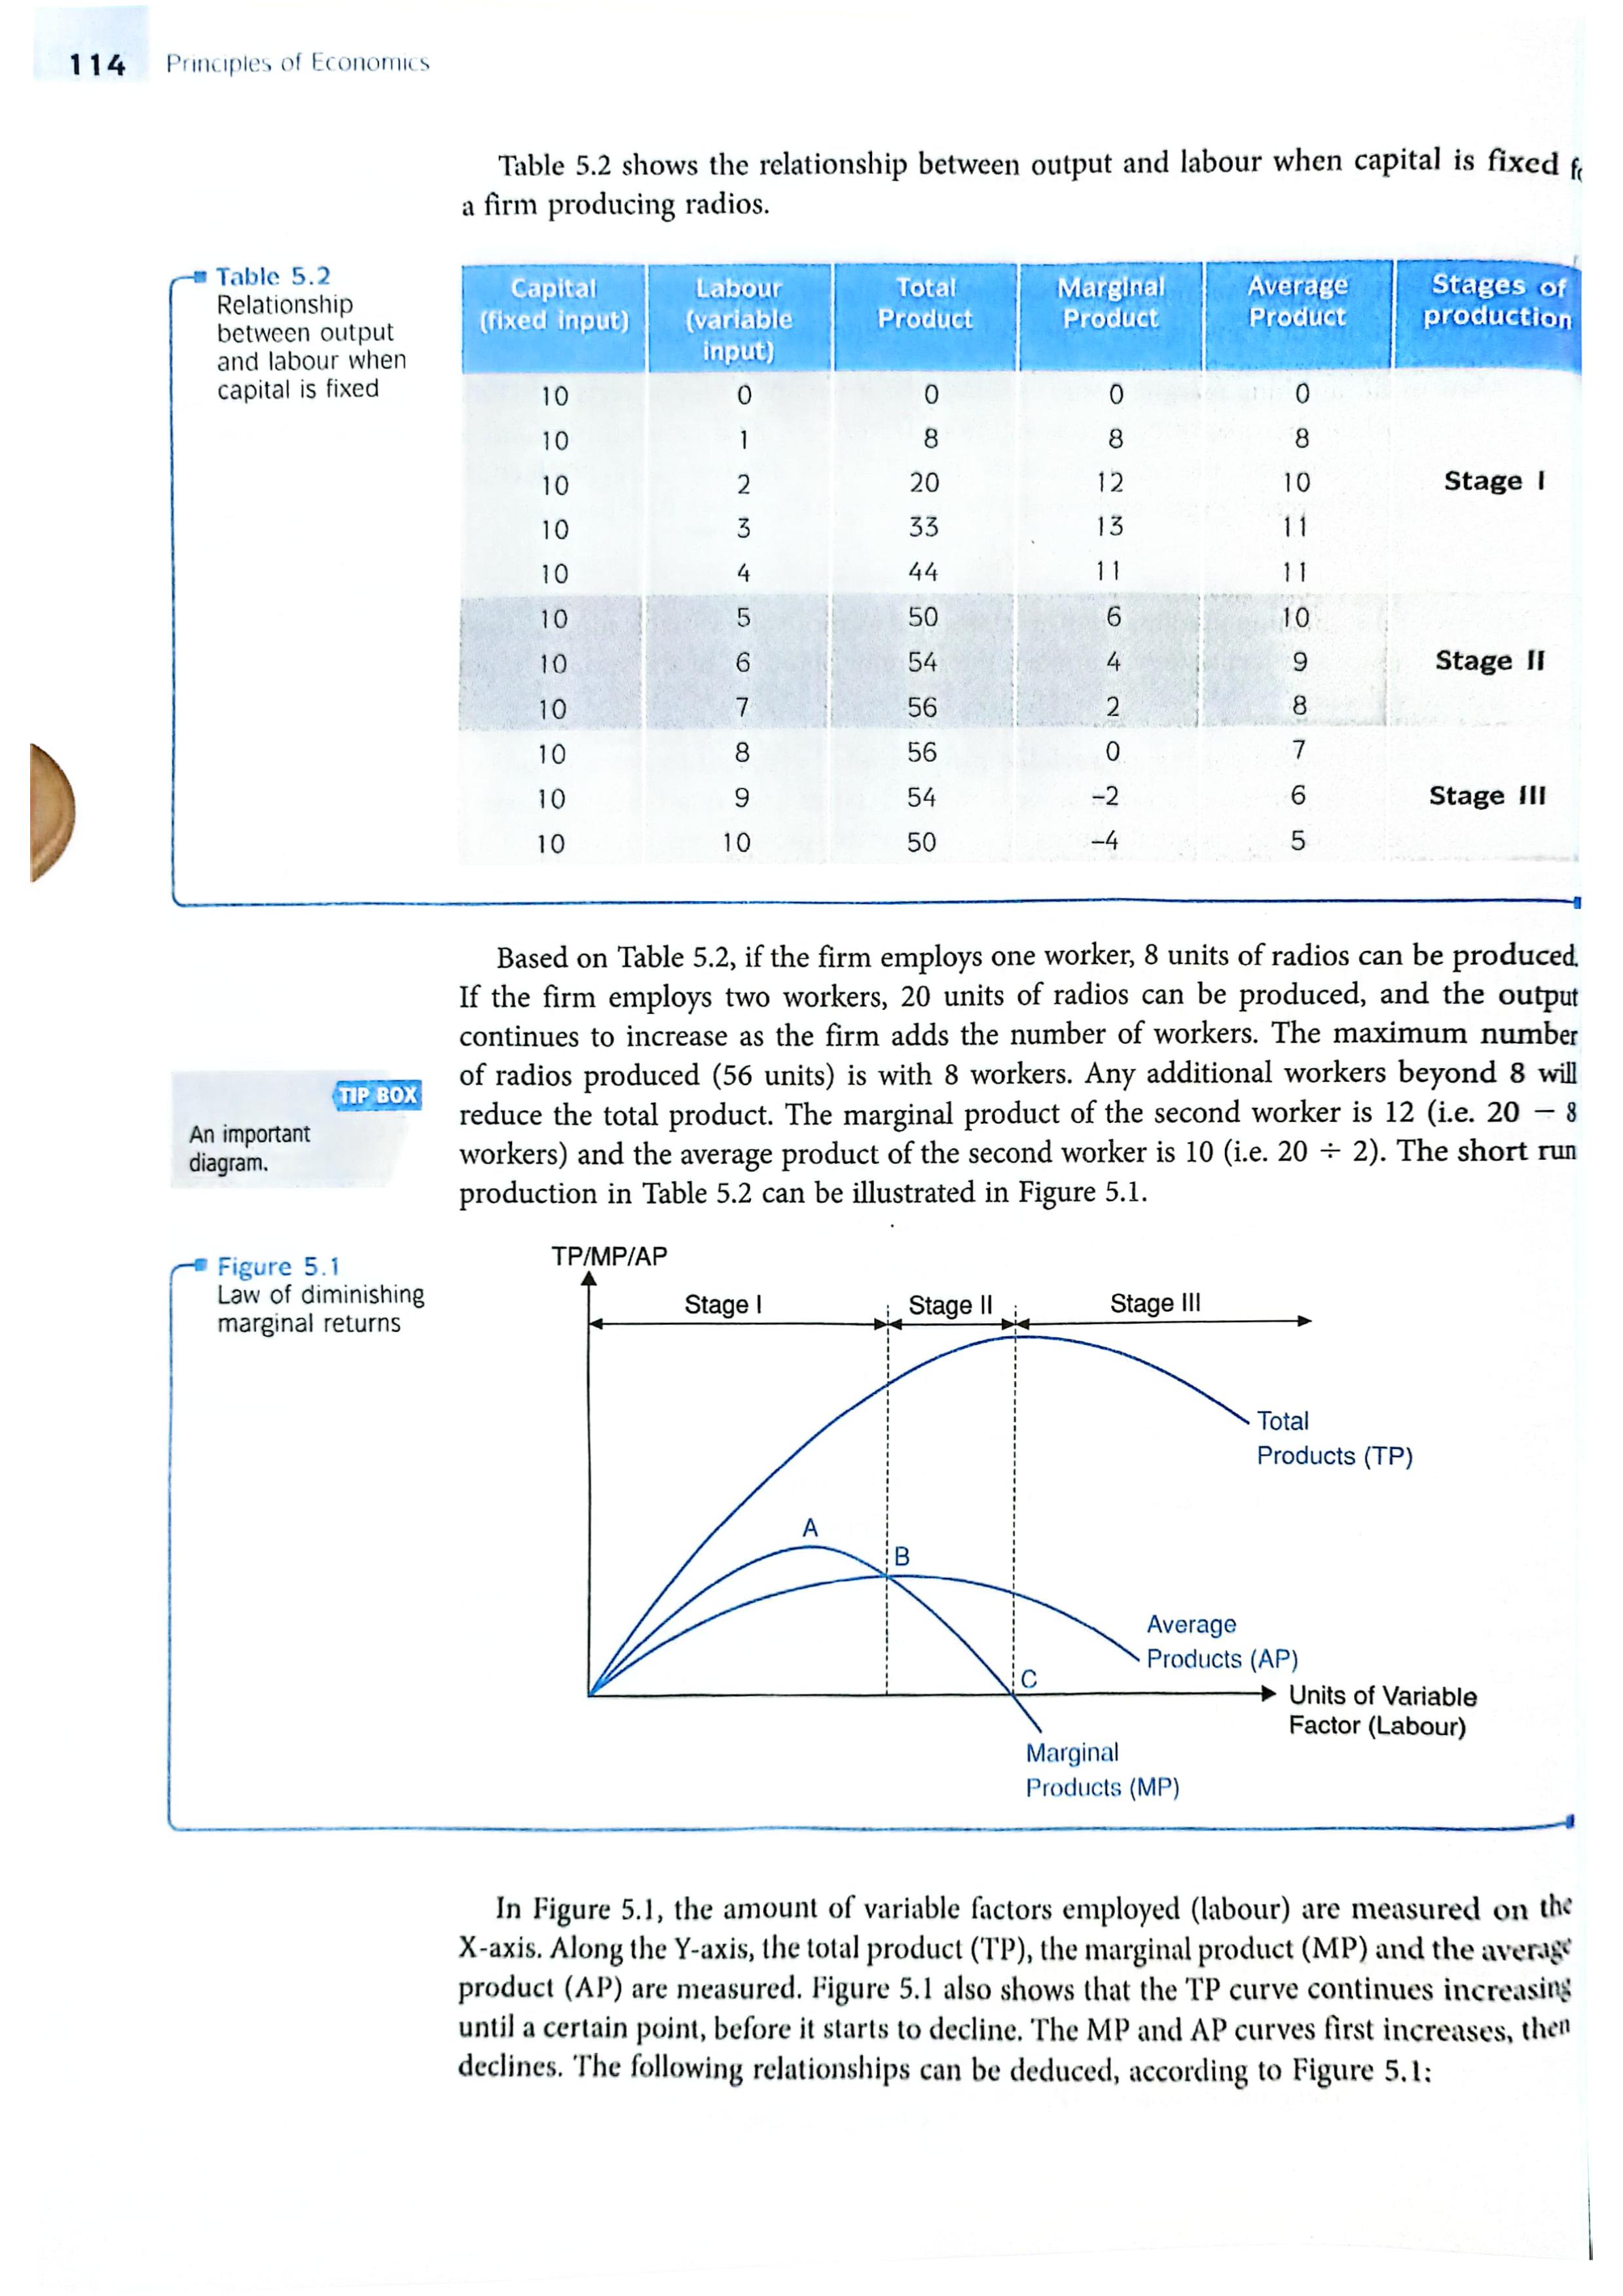 114 Principles of Economics
Table 5.2 shows the relationship between output and labour when capital is fixed
a firm producing radios.
Table 5.2
Relationship
between output
and labour when
capital is fixed
Capital (fixed input) Labour (variable input) Total Product Marginal Product Average Product Stages of production
10 0 0 0 0
10 1 8 8 8
10 2 20 12 10 Stage I
10 3 33 13 11
10 4 44 11 11
10 5 50 6 10
10 6 54 4 9 Stage II
10 7 56 2 8
10 8 56 0 7
10 9 54 -2 6 Stage III
10 10 50 -4 5
Based on Table 5.2, if the firm employs one worker, 8 units of radios can be produced.
If the firm employs two workers, 20 units of radios can be produced, and the output
continues to increase as the firm adds the number of workers. The maximum number
of radios produced (56 units) is with 8 workers. Any additional workers beyond 8 will
reduce the total product. The marginal product of the second worker is 12 (i.e. 20 − 8
workers) and the average product of the second worker is 10 (i.e. 20 ÷ 2). The short run
production in Table 5.2 can be illustrated in Figure 5.1.
TIP BOX
An important
diagram.
Figure 5.1
Law of diminishing
marginal returns
TP/MP/AP
Stage I Stage II Stage III
Total
Products (TP)
A
B
Average
Products (AP)
C
Units of Variable
Factor (Labour)
Marginal
Products (MP)
In Figure 5.1, the amount of variable factors employed (labour) are measured on the
X-axis. Along the Y-axis, the total product (TP), the marginal product (MP) and the average
product (AP) are measured. Figure 5.1 also shows that the TP curve continues increasing
until a certain point, before it starts to decline. The MP and AP curves first increases, then
declines. The following relationships can be deduced, according to Figure 5.1: